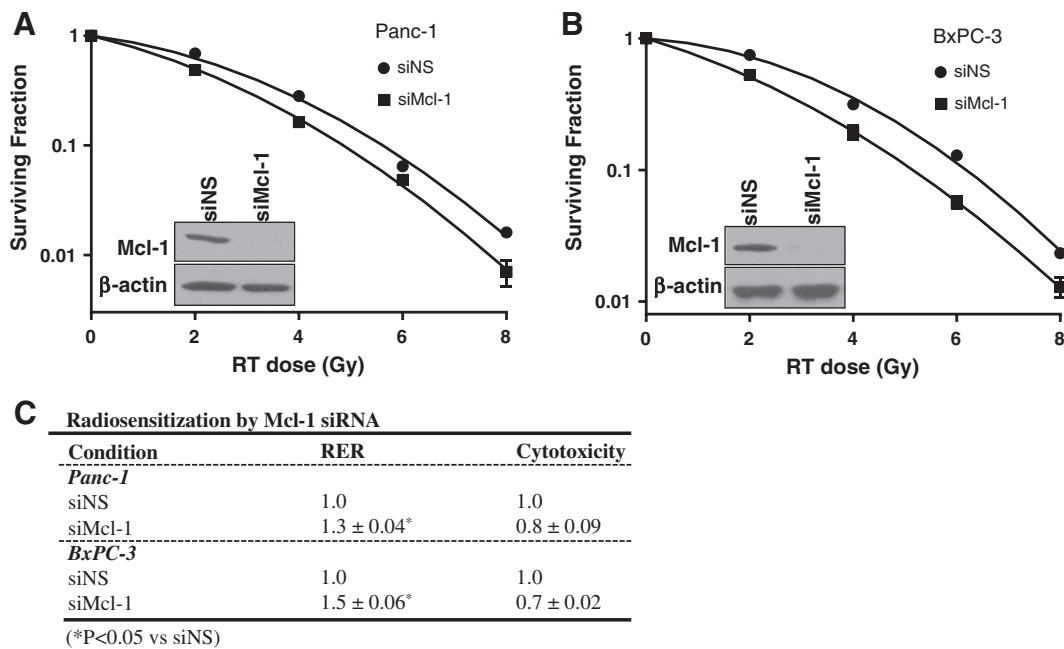 A
Panc-1
siNS
siMcl-1
Surviving Fraction
1
0.1
0.01
siNS
siMcl-1
Mcl-1
β-actin
0 2 4 6 8
RT dose (Gy)
B
BxPC-3
siNS
siMcl-1
Surviving Fraction
1
0.1
0.01
siNS
siMcl-1
Mcl-1
β-actin
0 2 4 6 8
RT dose (Gy)
C
Radiosensitization by Mcl-1 siRNA
Condition RER Cytotoxicity
Panc-1
siNS 1.0 1.0
siMcl-1 1.3 ± 0.04* 0.8 ± 0.09
BxPC-3
siNS 1.0 1.0
siMcl-1 1.5 ± 0.06* 0.7 ± 0.02
(*P<0.05 vs siNS)